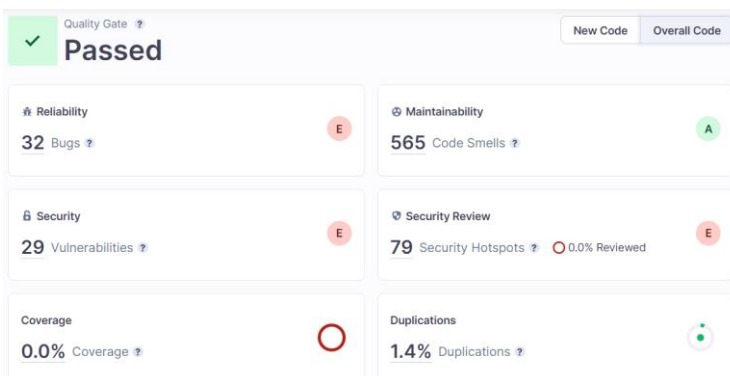 Quality Gate ?
Passed
New Code Overall Code
Reliability
32 Bugs ?
E
Maintainability
565 Code Smells ?
A
Security
29 Vulnerabilities ?
E
Security Review
79 Security Hotspots ? 0.0% Reviewed
E
Coverage
0.0% Coverage ?
Duplications
1.4% Duplications ?